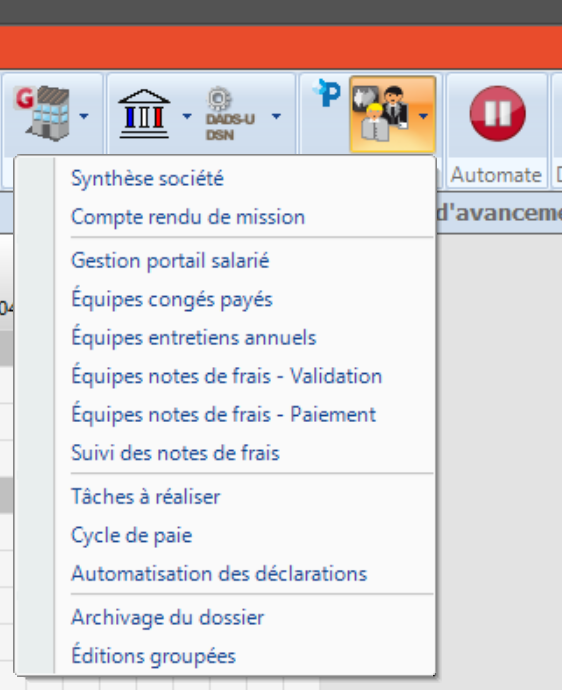 G
P
DADS-U
DSN
Automate
d'avanceme
04
Synthèse société
Compte rendu de mission
Gestion portail salarié
Équipes congés payés
Équipes entretiens annuels
Équipes notes de frais - Validation
Équipes notes de frais - Paiement
Suivi des notes de frais
Tâches à réaliser
Cycle de paie
Automatisation des déclarations
Archivage du dossier
Éditions groupées